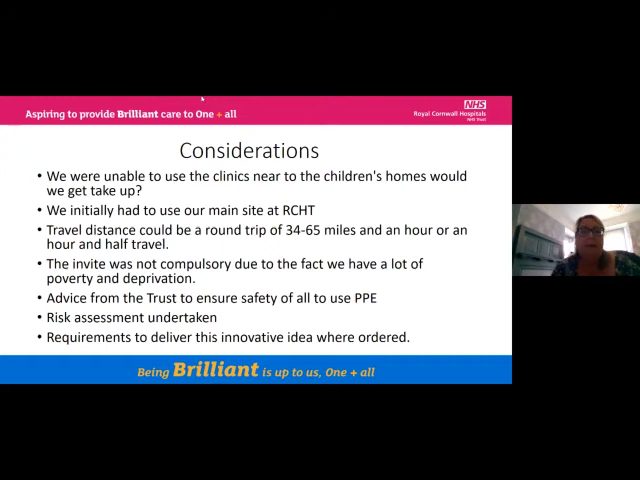 Aspiring to provide Brilliant care to One + all
NHS
Royal Cornwall Hospitals
NHS Trust
Considerations
• We were unable to use the clinics near to the children's homes would
we get take up?
• We initially had to use our main site at RCHT
• Travel distance could be a round trip of 34-65 miles and an hour or an
hour and half travel.
• The invite was not compulsory due to the fact we have a lot of
poverty and deprivation.
• Advice from the Trust to ensure safety of all to use PPE
• Risk assessment undertaken
• Requirements to deliver this innovative idea where ordered.
Being Brilliant is up to us, One + all